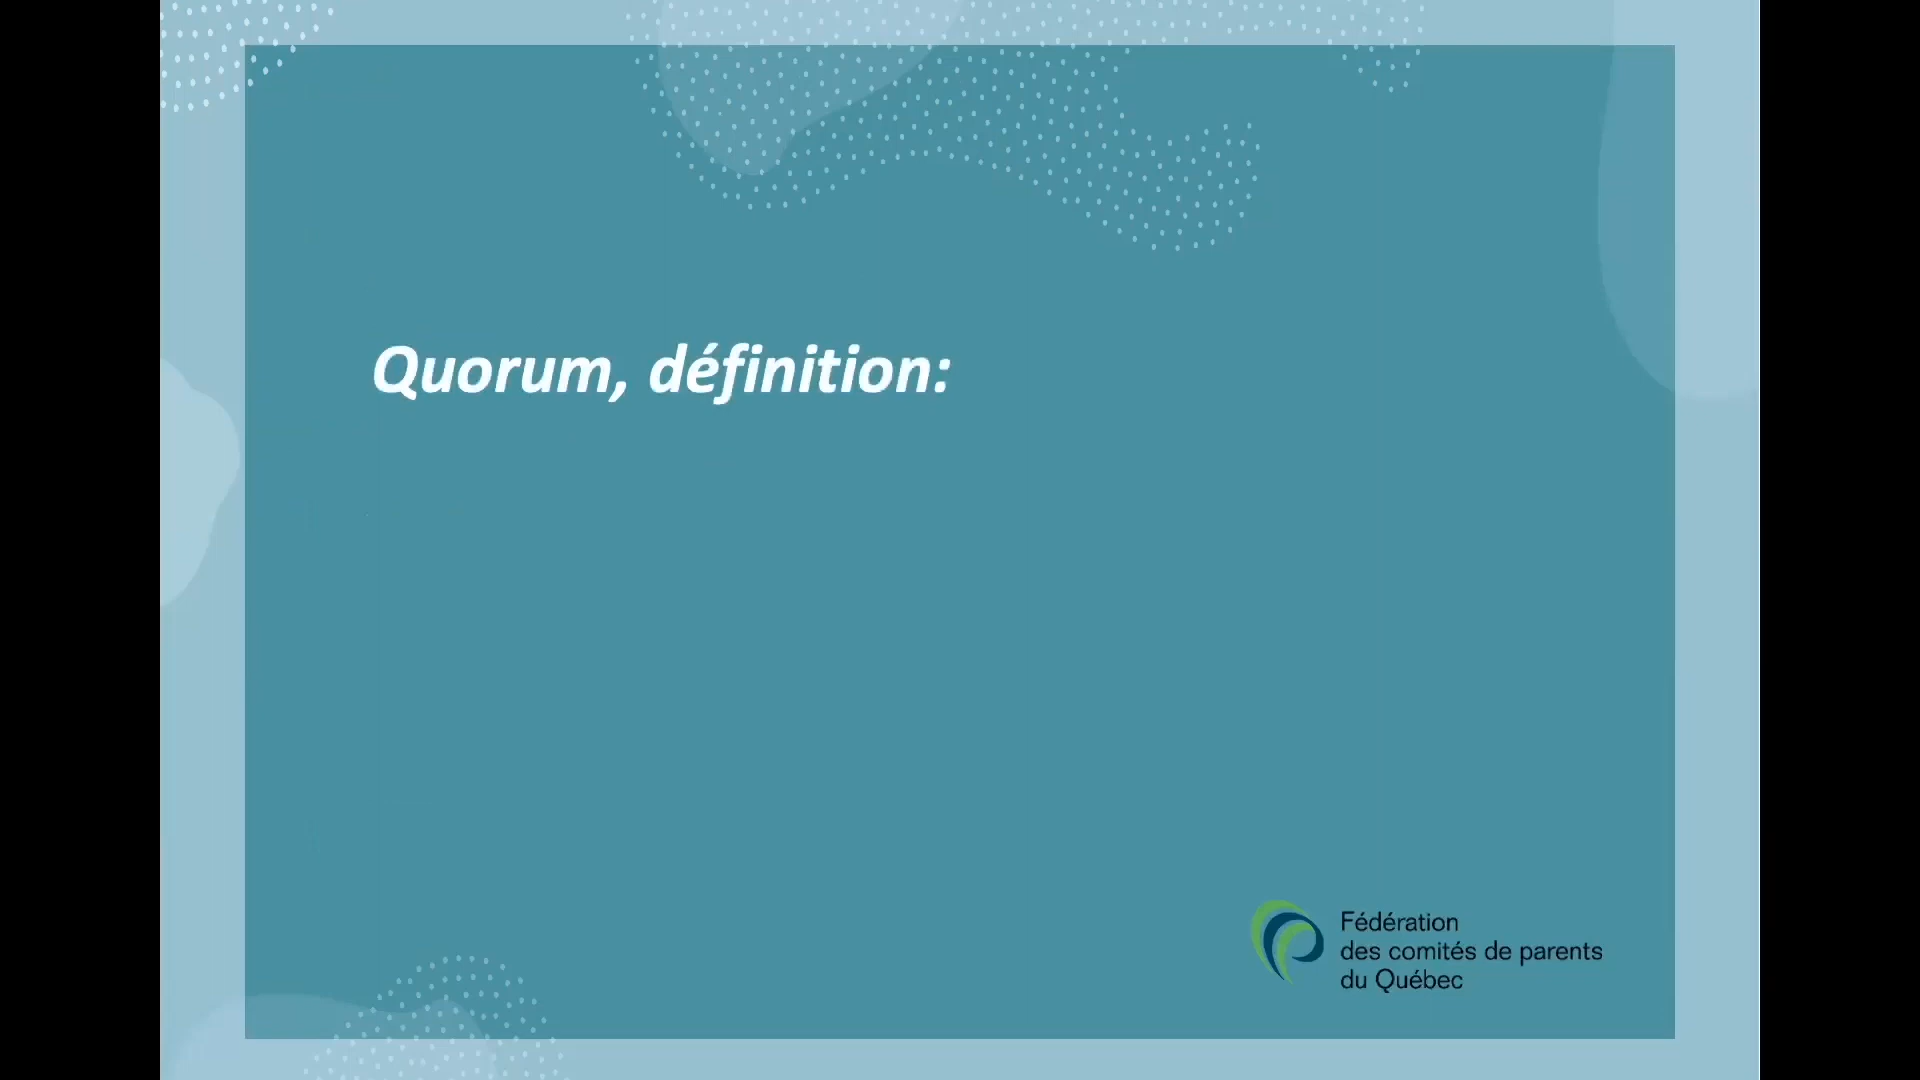 Quorum, définition:
Fédération
des comités de parents
du Québec